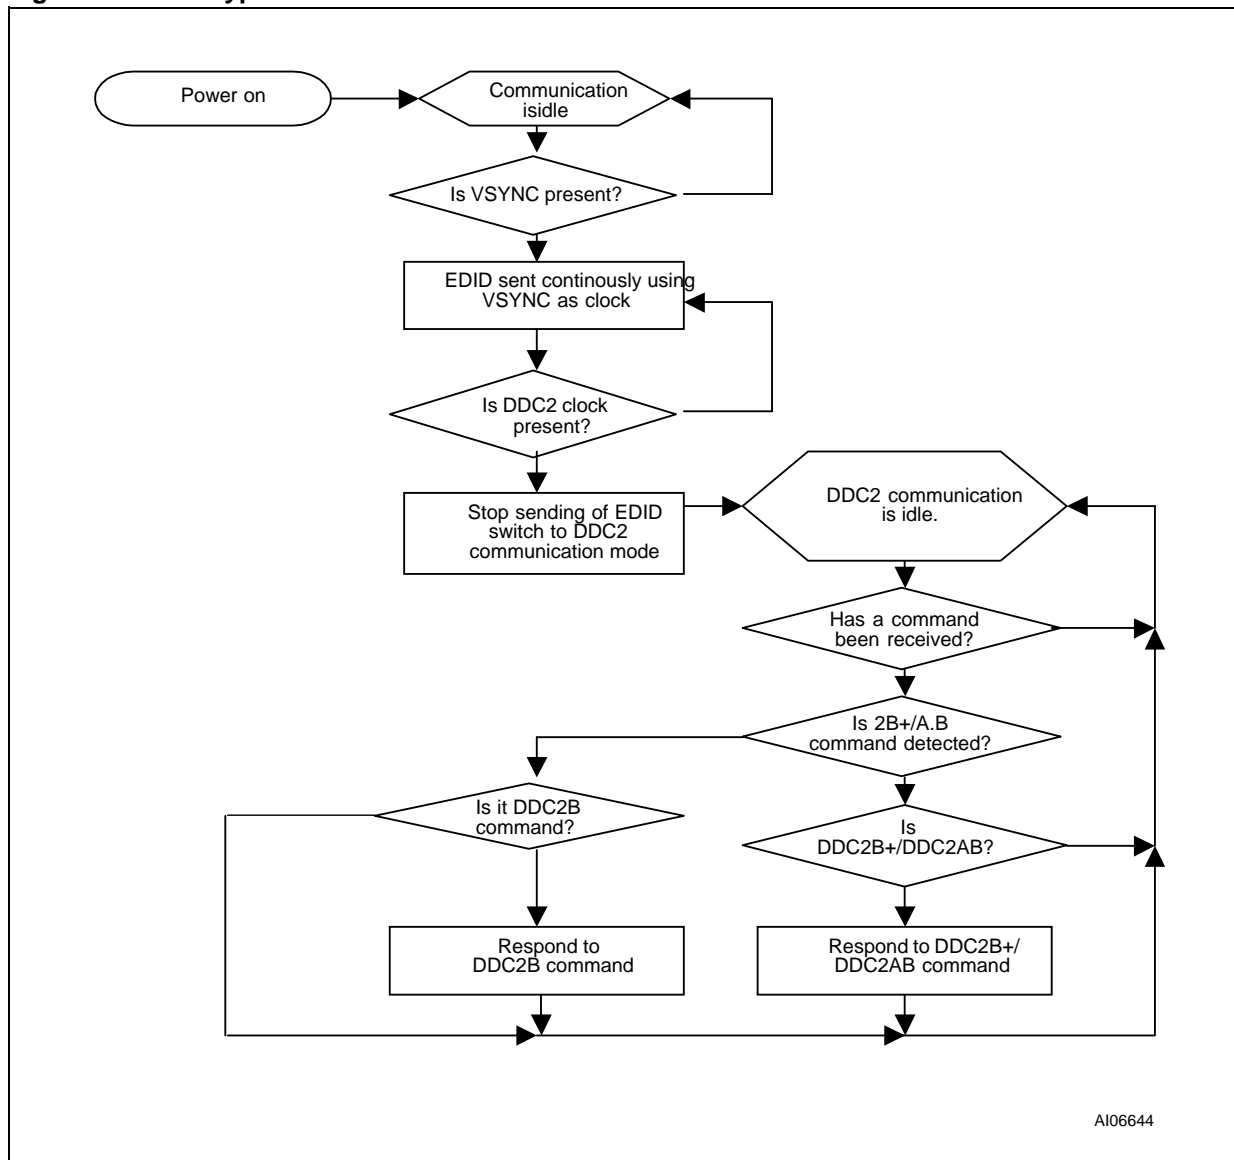 Power on
Communication
isidle
Is VSYNC present?
EDID sent continously using
VSYNC as clock
Is DDC2 clock
present?
Stop sending of EDID
switch to DDC2
communication mode
DDC2 communication
is idle.
Has a command
been received?
Is 2B+/A.B
command detected?
Is it DDC2B
command?
Is
DDC2B+/DDC2AB?
Respond to
DDC2B command
Respond to DDC2B+/
DDC2AB command
AI06644